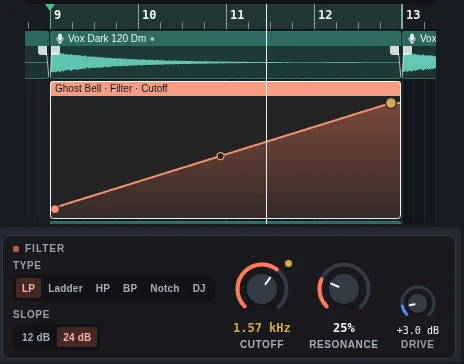 9 10 11 12 13
Vox Dark 120 Dm Vox
Ghost Bell · Filter · Cutoff
FILTER
TYPE
LP Ladder HP BP Notch DJ
SLOPE
12 dB 24 dB
1.57 kHz 25% +3.0 dB
CUTOFF RESONANCE DRIVE